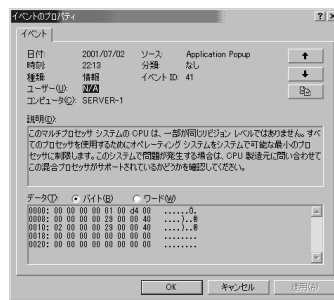 イベントのプロパティ
イベント
日付: 2001/07/02 ソース: Application Popup
時刻: 22:13 分類: なし
種類: 情報 イベント ID: 41
ユーザー(U): N/A
コンピュータ(C): SERVER-1
説明(D):
このマルチプロセッサ システムの CPU は、一部が同じリビジョン レベルではありません。すべ
てのプロセッサを使用するためにオペレーティング システムをシステムで可能な最小のプロ
セッサに制限します。このシステムで問題が発生する場合は、CPU 製造元に問い合わせて
この混合プロセッサがサポートされているかどうかを確認してください。
データ(T): バイト(B) ワード(W)
0000: 00 00 00 00 01 00 d4 00 ......Ô.
0008: 00 00 00 00 29 00 00 40 ....)..@
0010: 02 00 00 00 29 00 00 40 ....)..@
0018: 00 00 00 00 00 00 00 00 ........
0020: 00 00 00 00 00 00 00 00 ........
OK キャンセル 適用(A)